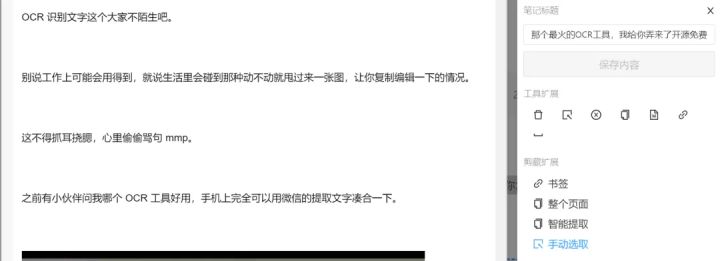 OCR 识别文字这个大家不陌生吧。
别说工作上可能会用得到，就说生活里会碰到那种动不动就甩过来一张图，让你复制编辑一下的情况。
这不得抓耳挠腮，心里偷偷骂句 mmp。
之前有小伙伴问我哪个 OCR 工具好用，手机上完全可以用微信的提取文字凑合一下。
笔记标题
那个最火的OCR工具，我给你弄来了开源免费
保存内容
工具扩展
剪藏扩展
书签
整个页面
智能提取
手动选取